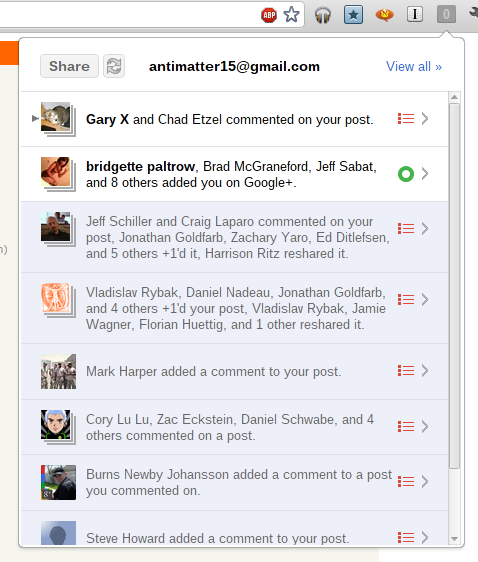 ABP
I
0
Share
antimatter15@gmail.com
View all »
Gary X and Chad Etzel commented on your post.
bridgette paltrow, Brad McGraneford, Jeff Sabat,
and 8 others added you on Google+.
Jeff Schiller and Craig Laparo commented on your
post, Jonathan Goldfarb, Zachary Yaro, Ed Ditlefsen,
and 5 others +1'd it, Harrison Ritz reshared it.
)
Vladislav Rybak, Daniel Nadeau, Jonathan Goldfarb,
and 4 others +1'd your post, Vladislav Rybak, Jamie
Wagner, Florian Huettig, and 1 other reshared it.
Mark Harper added a comment to your post.
Cory Lu Lu, Zac Eckstein, Daniel Schwabe, and 4
others commented on a post.
Burns Newby Johansson added a comment to a post
you commented on.
Steve Howard added a comment to your post.